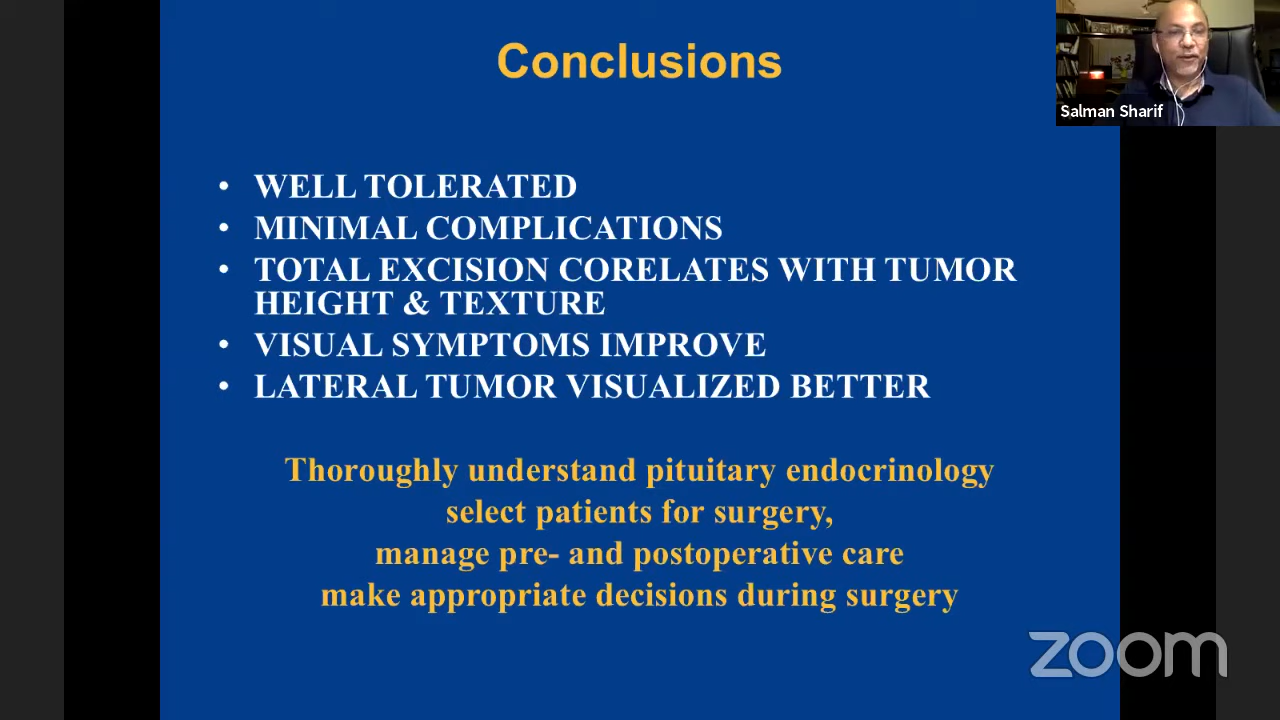 Conclusions
Salman Sharif
• WELL TOLERATED
• MINIMAL COMPLICATIONS
• TOTAL EXCISION CORELATES WITH TUMOR
HEIGHT & TEXTURE
• VISUAL SYMPTOMS IMPROVE
• LATERAL TUMOR VISUALIZED BETTER
Thoroughly understand pituitary endocrinology
select patients for surgery,
manage pre- and postoperative care
make appropriate decisions during surgery
zoom